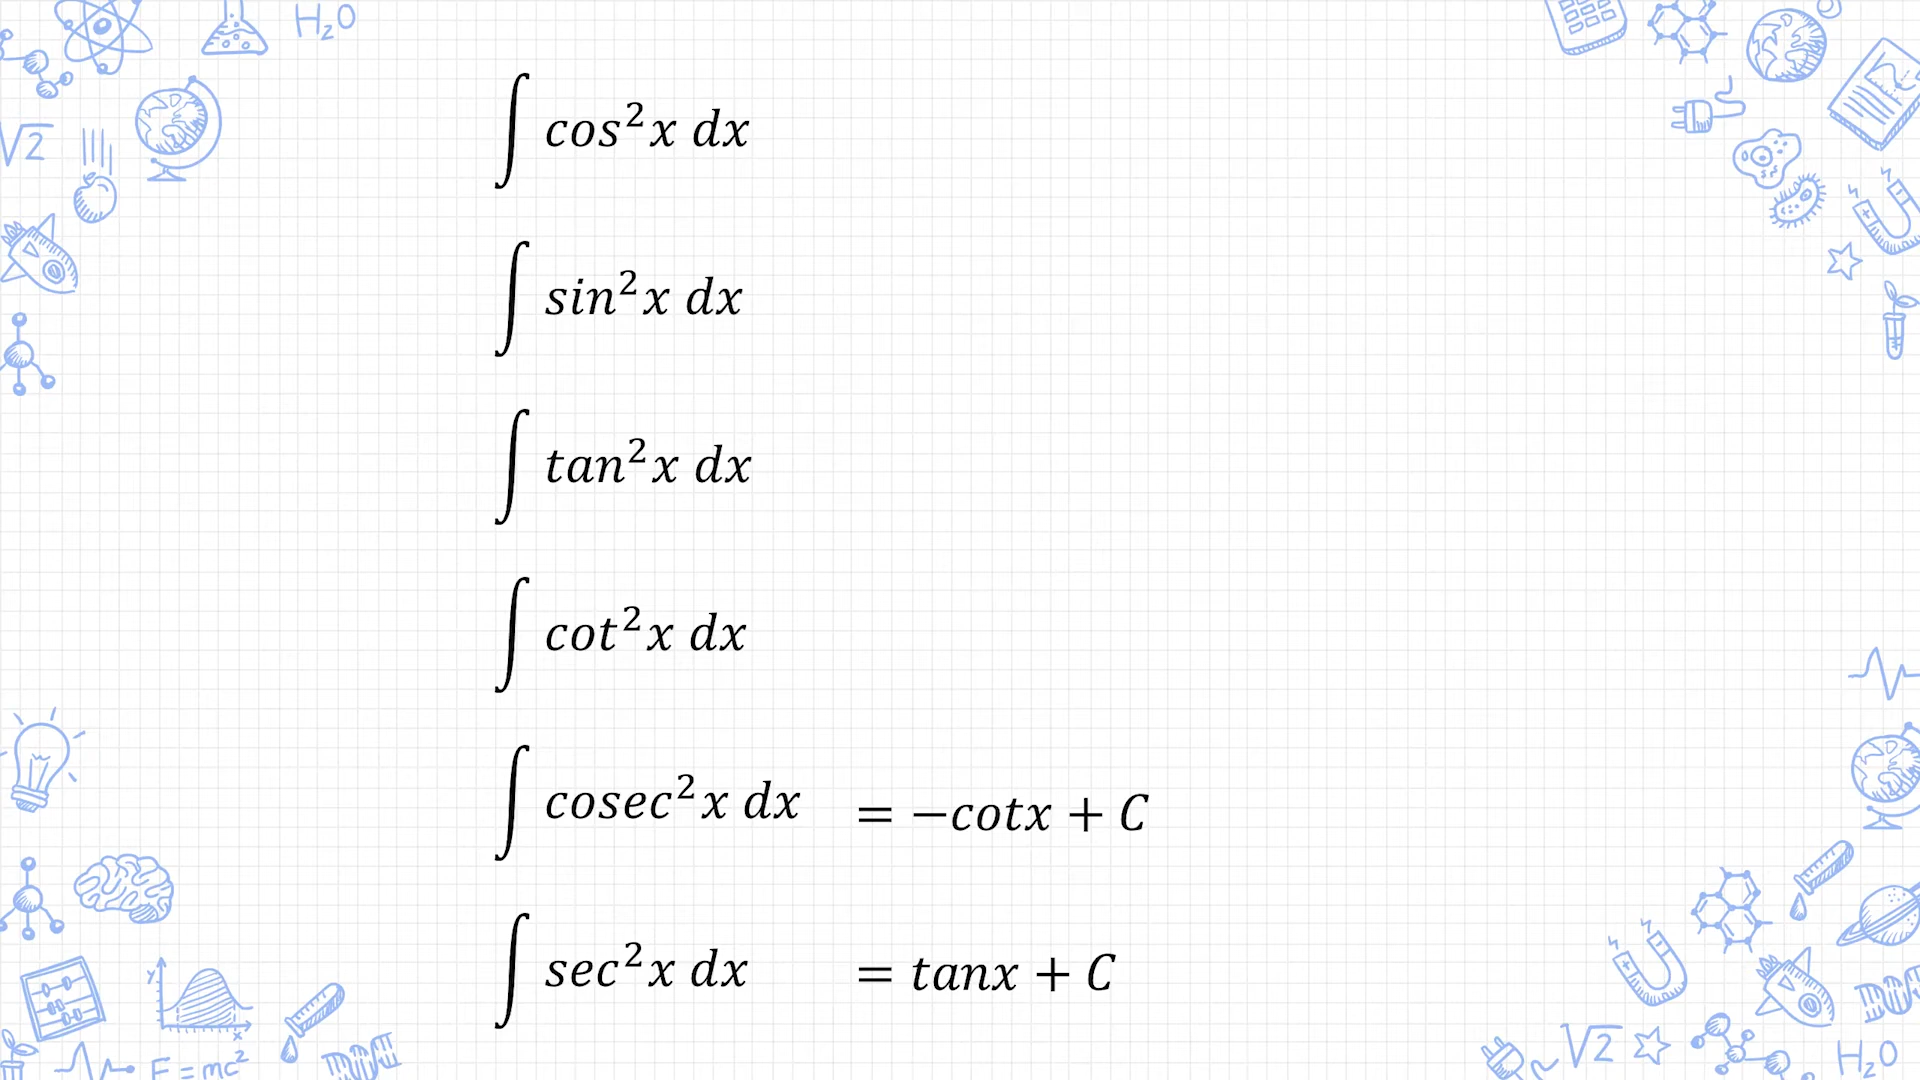 H₂O
√2
∫ cos²x dx
∫ sin²x dx
∫ tan²x dx
∫ cot²x dx
∫ cosec²x dx = −cotx + C
∫ sec²x dx = tanx + C
y
x
E = mc²
√2
H₂O